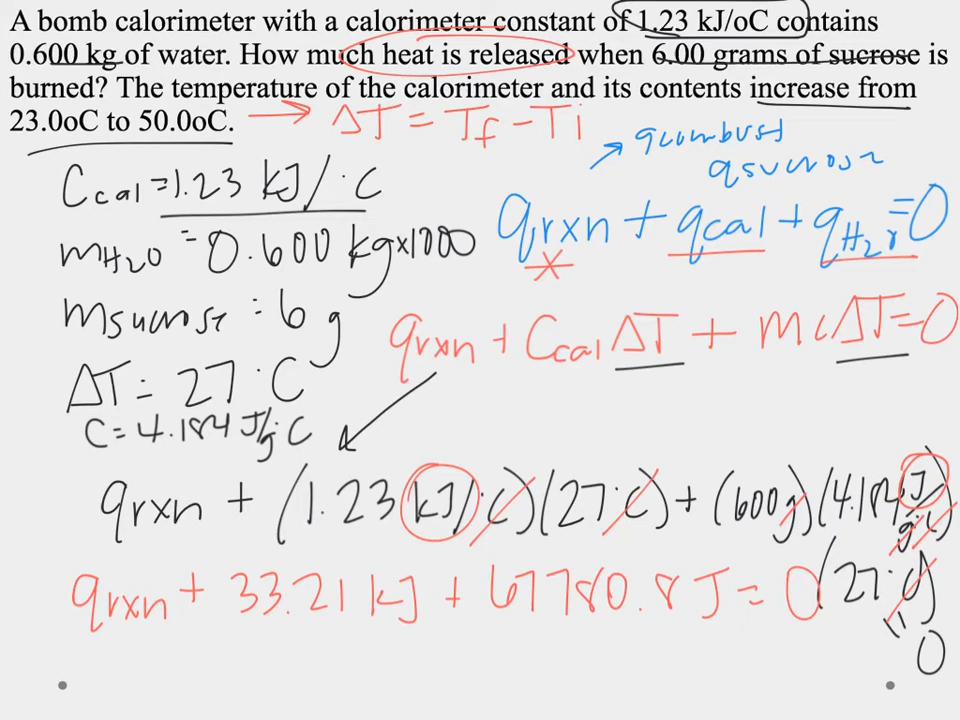 A bomb calorimeter with a calorimeter constant of 1.23 kJ/oC contains
0.600 kg of water. How much heat is released when 6.00 grams of sucrose is
burned? The temperature of the calorimeter and its contents increase from
23.0oC to 50.0oC. → ΔT = Tf - Ti
→ qcombust
qsucrose
Ccal = 1.23 kJ/°C
qrxn + qcal + qH2O = 0
mH2O = 0.600 kg x 1000
msucrose = 6 g
qrxn + Ccal ΔT + mcΔT = 0
ΔT = 27°C
C = 4.184 J/g°C
qrxn + (1.23 kJ/°C)(27°C) + (600g)(4.184 J/g°C)
(27°C)
qrxn + 33.21 kJ + 67780.8 J = 0
=
0